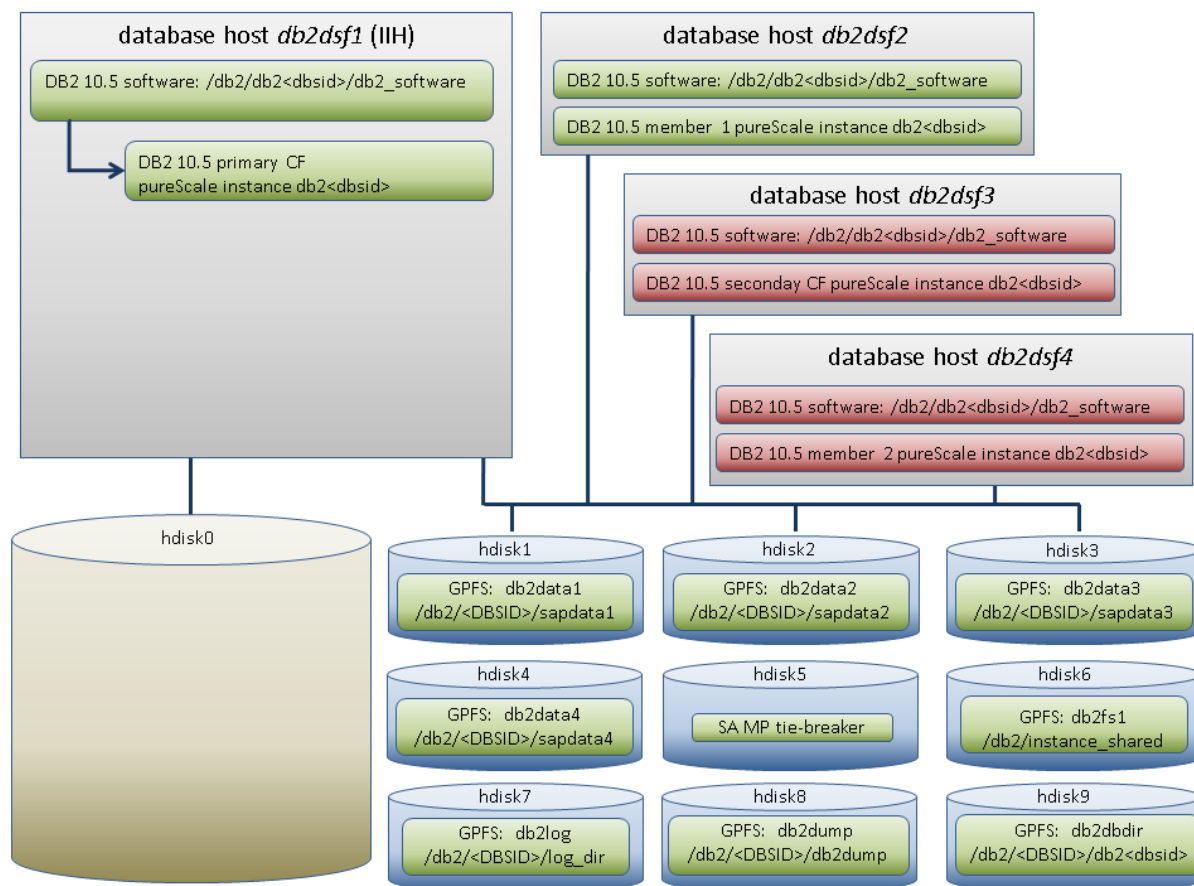 database host db2dsf1 (IIH)
DB2 10.5 software: /db2/db2<dbsid>/db2_software
DB2 10.5 primary CF
pureScale instance db2<dbsid>
database host db2dsf2
DB2 10.5 software: /db2/db2<dbsid>/db2_software
DB2 10.5 member 1 pureScale instance db2<dbsid>
database host db2dsf3
DB2 10.5 software: /db2/db2<dbsid>/db2_software
DB2 10.5 seconday CF pureScale instance db2<dbsid>
database host db2dsf4
DB2 10.5 software: /db2/db2<dbsid>/db2_software
DB2 10.5 member 2 pureScale instance db2<dbsid>
hdisk0
hdisk1
GPFS: db2data1
/db2/<DBSID>/sapdata1
hdisk2
GPFS: db2data2
/db2/<DBSID>/sapdata2
hdisk3
GPFS: db2data3
/db2/<DBSID>/sapdata3
hdisk4
GPFS: db2data4
/db2/<DBSID>/sapdata4
hdisk5
SA MP tie-breaker
hdisk6
GPFS: db2fs1
/db2/instance_shared
hdisk7
GPFS: db2log
/db2/<DBSID>/log_dir
hdisk8
GPFS: db2dump
/db2/<DBSID>/db2dump
hdisk9
GPFS: db2dbdir
/db2/<DBSID>/db2<dbsid>